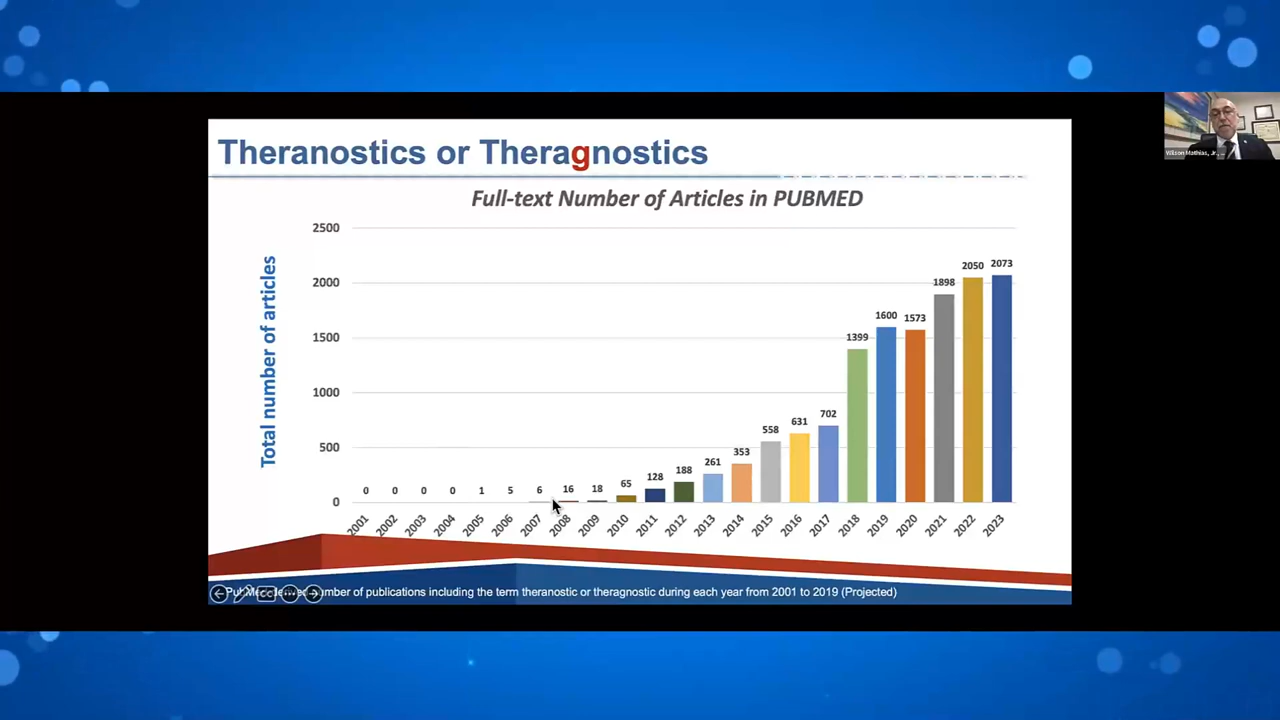 Theranostics or Theragnostics
Full-text Number of Articles in PUBMED
Total number of articles
2500
2000
1500
1000
500
0
0 0 0 0 1 5 6 16 18 65 128 188 261 353 558 631 702 1399 1600 1573 1898 2050 2073
2001 2002 2003 2004 2005 2006 2007 2008 2009 2010 2011 2012 2013 2014 2015 2016 2017 2018 2019 2020 2021 2022 2023
number of publications including the term theranostic or theragnostic during each year from 2001 to 2019 (Projected)
Wilson Mathias, Jr.,